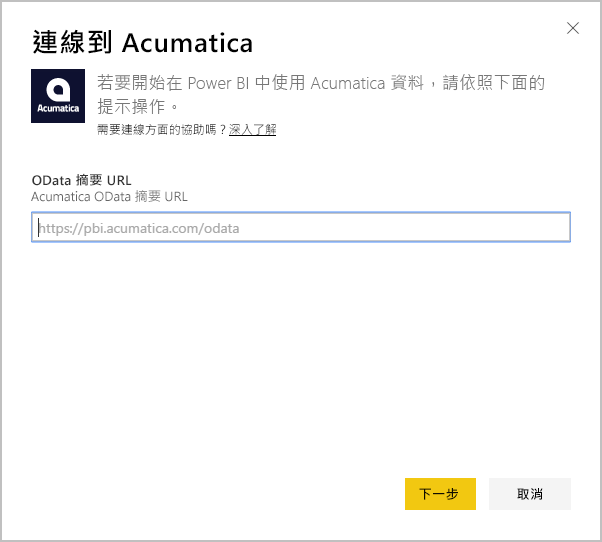 連線到 Acumatica
Acumatica
若要開始在 Power BI 中使用 Acumatica 資料，請依照下面的
提示操作。
需要連線方面的協助嗎？深入了解
OData 摘要 URL
Acumatica OData 摘要 URL
https://pbi.acumatica.com/odata
下一步
取消